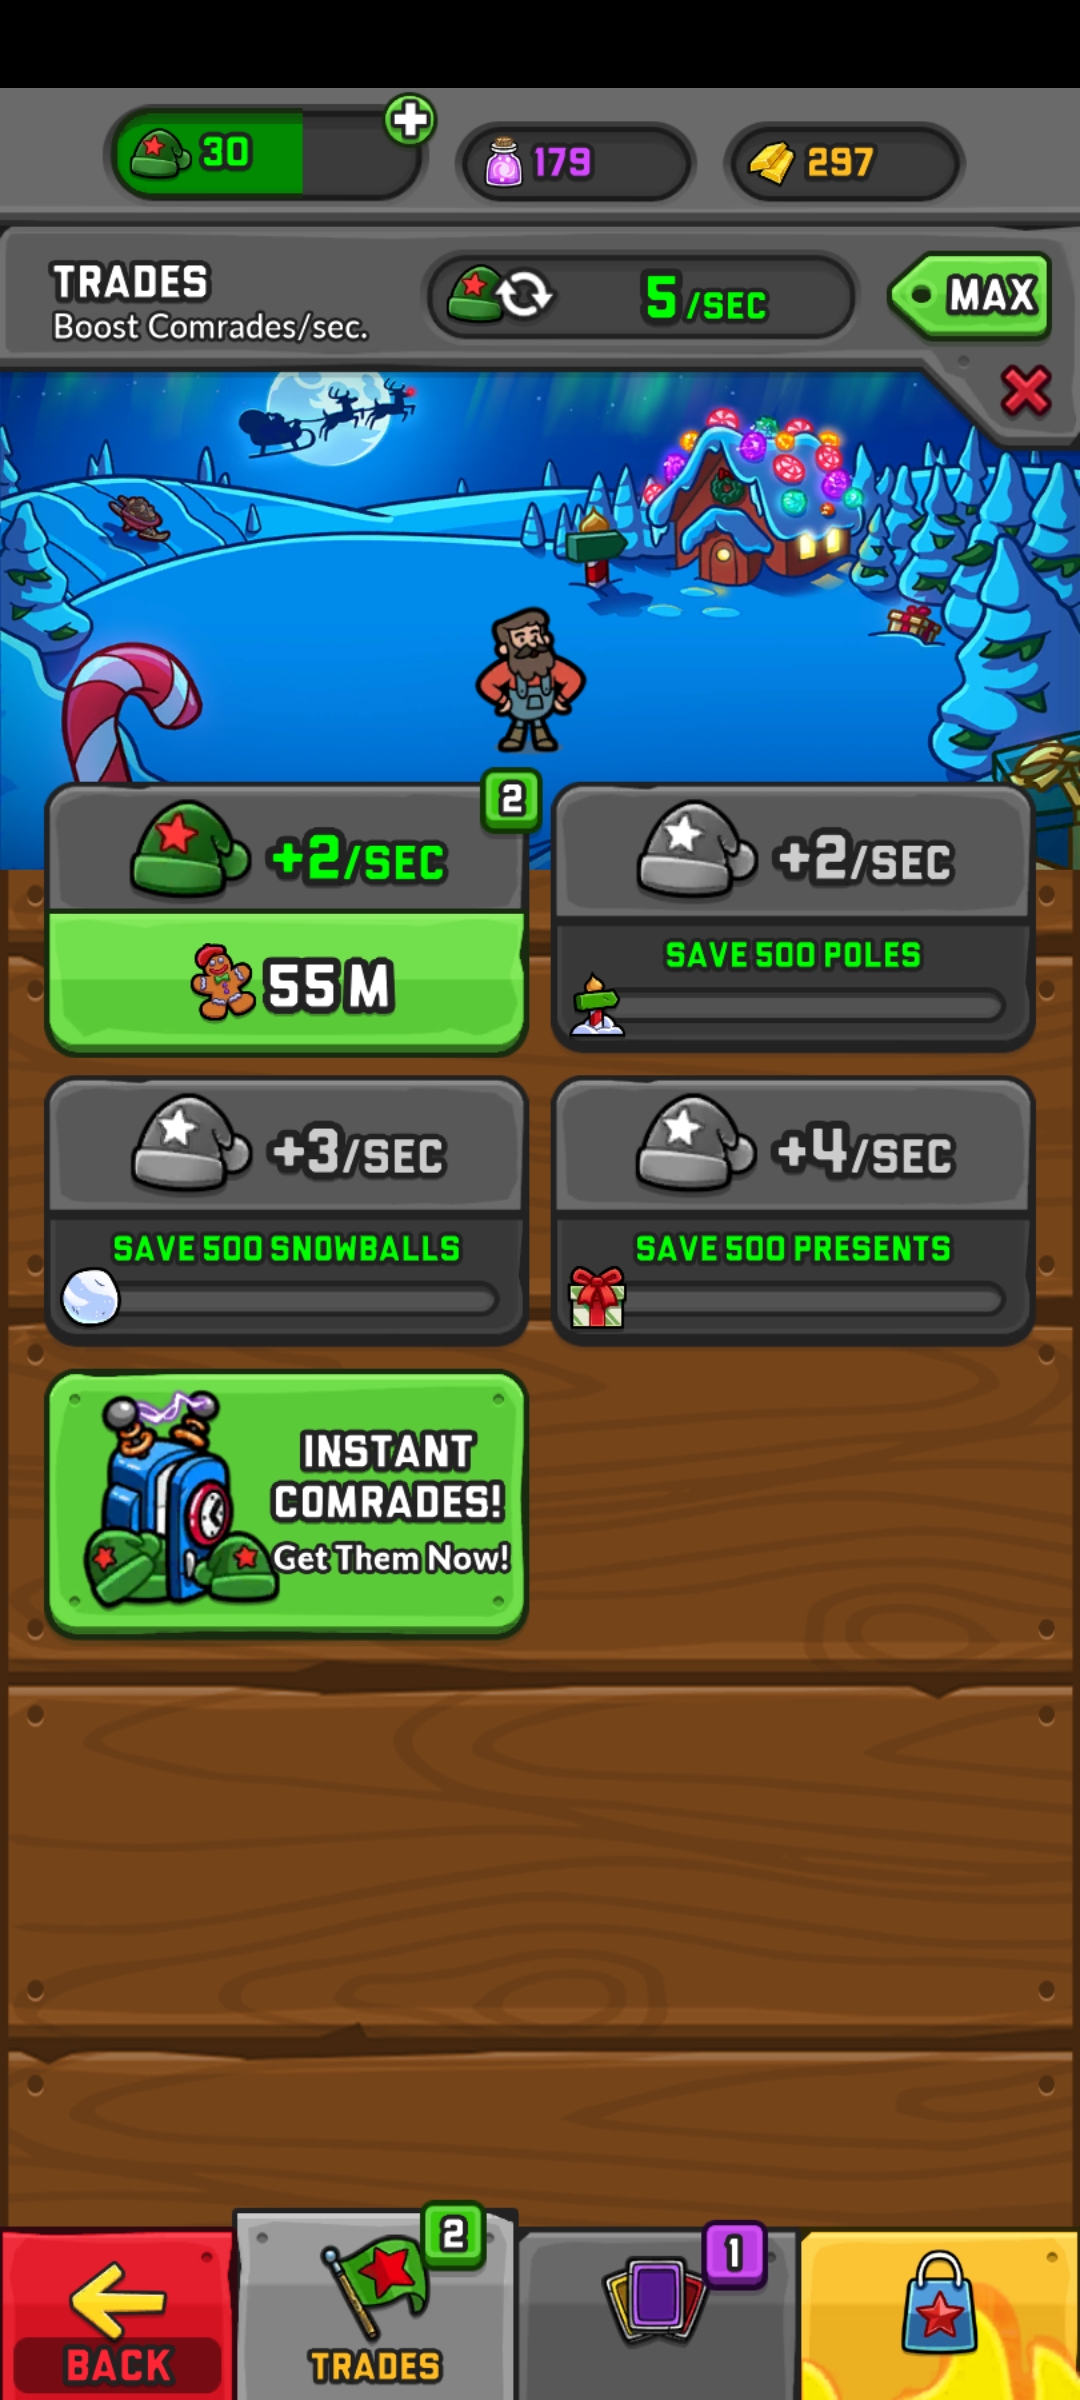 30
179
297
TRADES
Boost Comrades/sec.
5/SEC
MAX
2
+2/SEC
55M
+2/SEC
SAVE 500 POLES
+3/SEC
SAVE 500 SNOWBALLS
+4/SEC
SAVE 500 PRESENTS
INSTANT
COMRADES!
Get Them Now!
BACK
2
TRADES
1